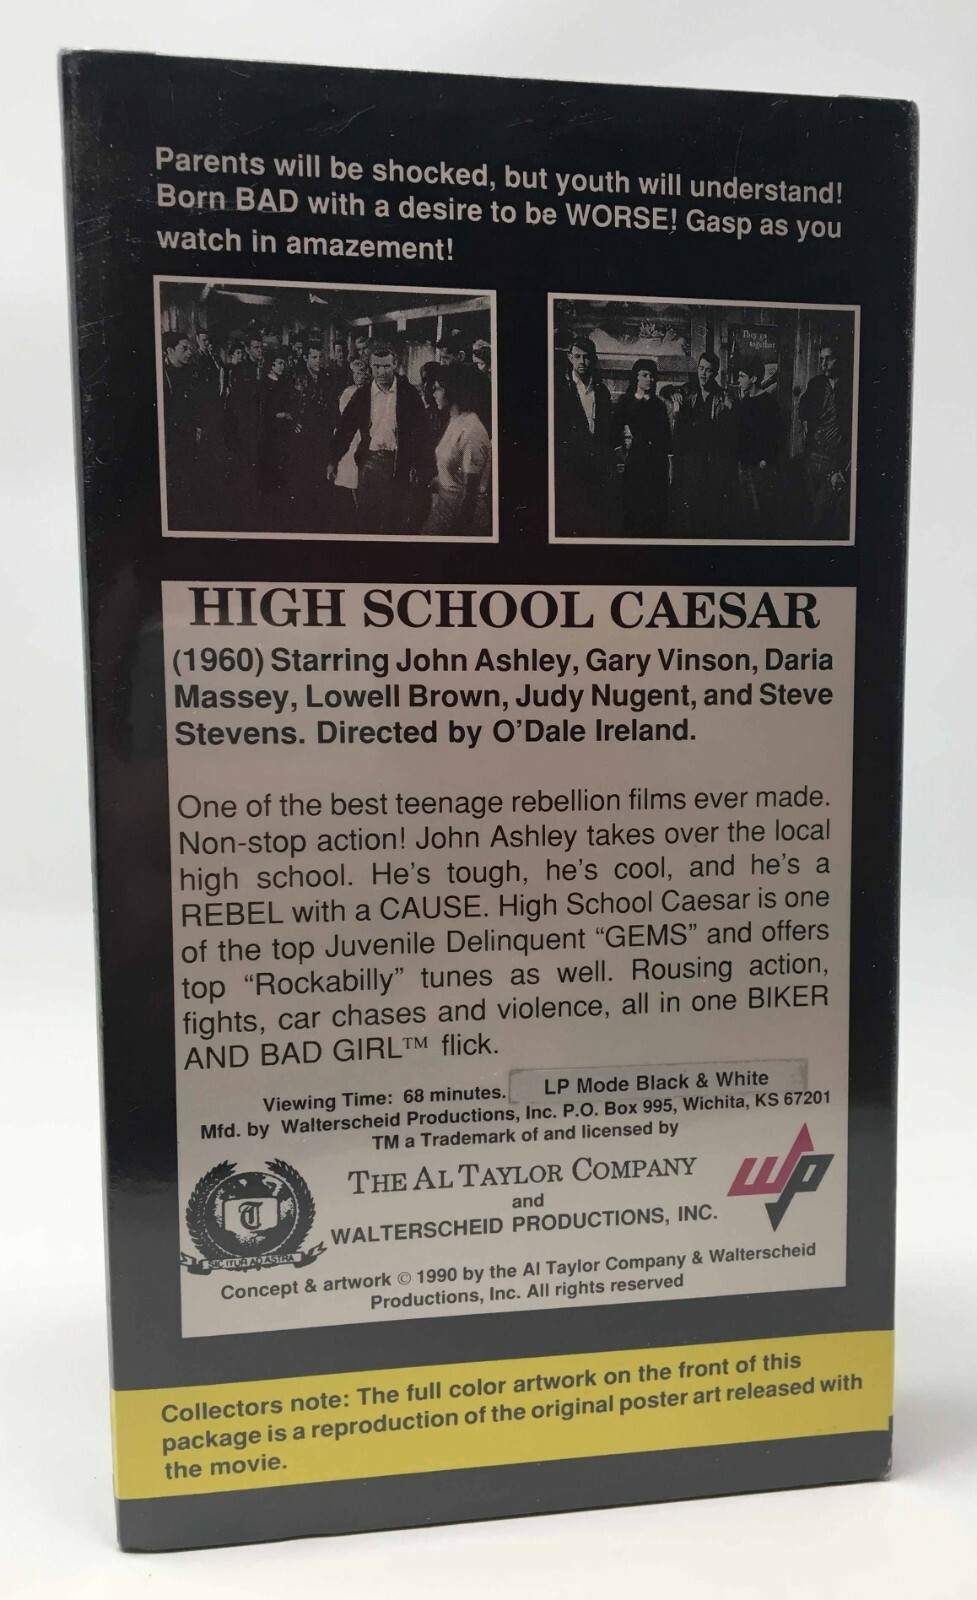 Parents will be shocked, but youth will understand!
Born BAD with a desire to be WORSE! Gasp as you
watch in amazement!
They go
together
HIGH SCHOOL CAESAR
(1960) Starring John Ashley, Gary Vinson, Daria
Massey, Lowell Brown, Judy Nugent, and Steve
Stevens. Directed by O'Dale Ireland.
One of the best teenage rebellion films ever made.
Non-stop action! John Ashley takes over the local
high school. He's tough, he's cool, and he's a
REBEL with a CAUSE. High School Caesar is one
of the top Juvenile Delinquent “GEMS” and offers
top “Rockabilly” tunes as well. Rousing action,
fights, car chases and violence, all in one BIKER
AND BAD GIRL™ flick.
Viewing Time: 68 minutes. LP Mode Black & White
Mfd. by Walterscheid Productions, Inc. P.O. Box 995, Wichita, KS 67201
TM a Trademark of and licensed by
THE AL TAYLOR COMPANY
and
WALTERSCHEID PRODUCTIONS, INC.
T
SIC ITUR AD ASTRA
wp
Concept & artwork © 1990 by the Al Taylor Company & Walterscheid
Productions, Inc. All rights reserved
Collectors note: The full color artwork on the front of this
package is a reproduction of the original poster art released with
the movie.